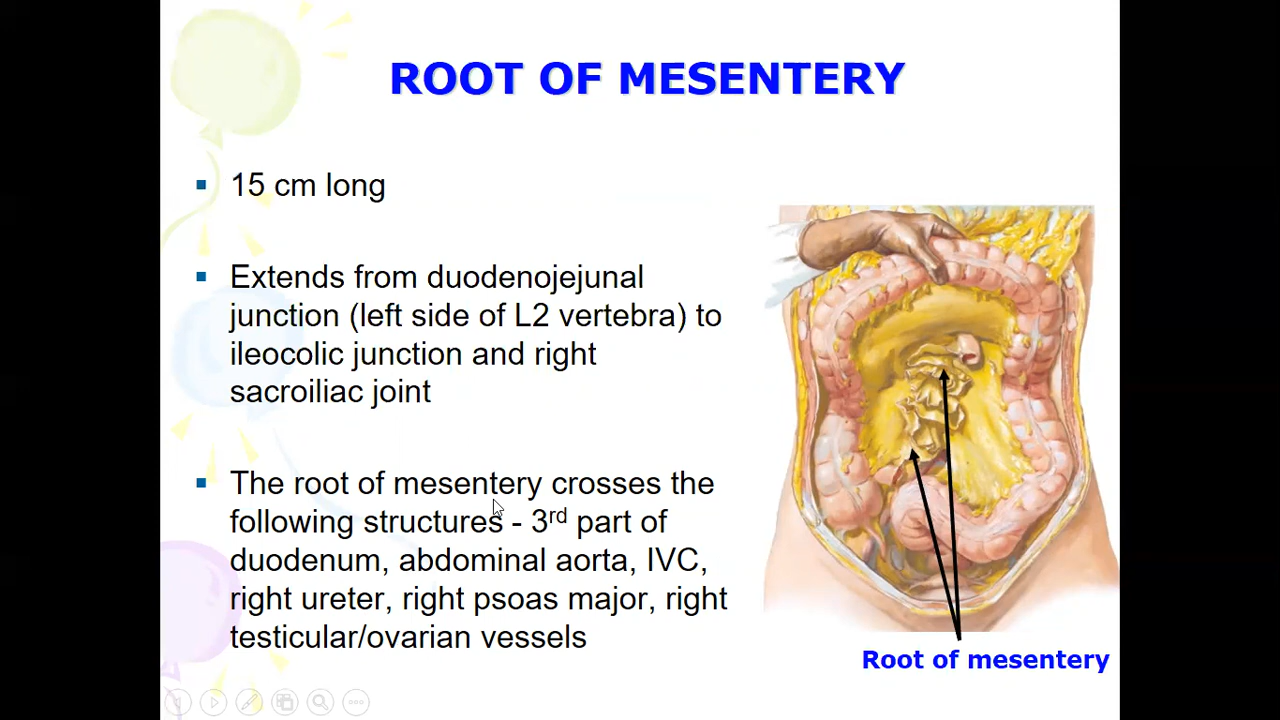 ROOT OF MESENTERY
▪ 15 cm long
▪ Extends from duodenojejunal
junction (left side of L2 vertebra) to
ileocolic junction and right
sacroiliac joint
▪ The root of mesentery crosses the
following structures - 3rd part of
duodenum, abdominal aorta, IVC,
right ureter, right psoas major, right
testicular/ovarian vessels
Root of mesentery